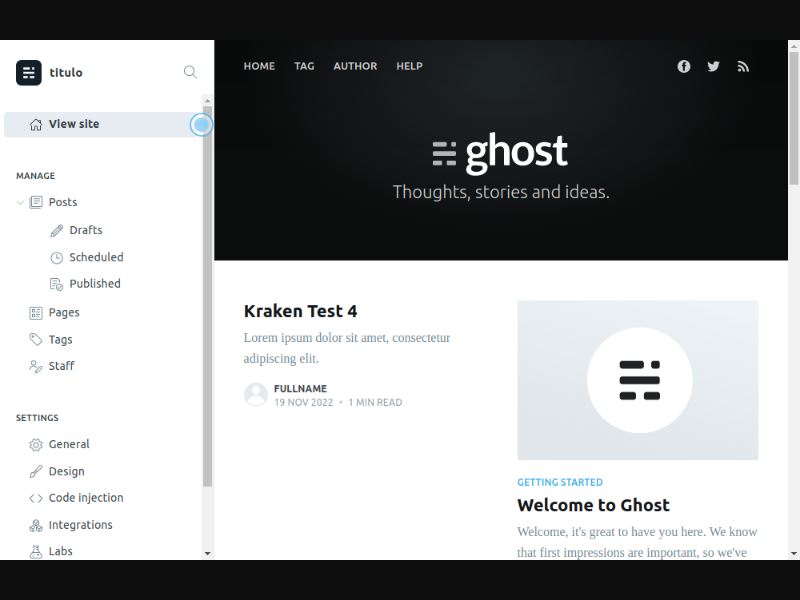 titulo
View site
MANAGE
Posts
Drafts
Scheduled
Published
Pages
Tags
Staff
SETTINGS
General
Design
Code injection
Integrations
Labs
HOME TAG AUTHOR HELP
ghost
Thoughts, stories and ideas.
Kraken Test 4
Lorem ipsum dolor sit amet, consectetur
adipiscing elit.
FULLNAME
19 NOV 2022 • 1 MIN READ
GETTING STARTED
Welcome to Ghost
Welcome, it's great to have you here. We know
that first impressions are important, so we've